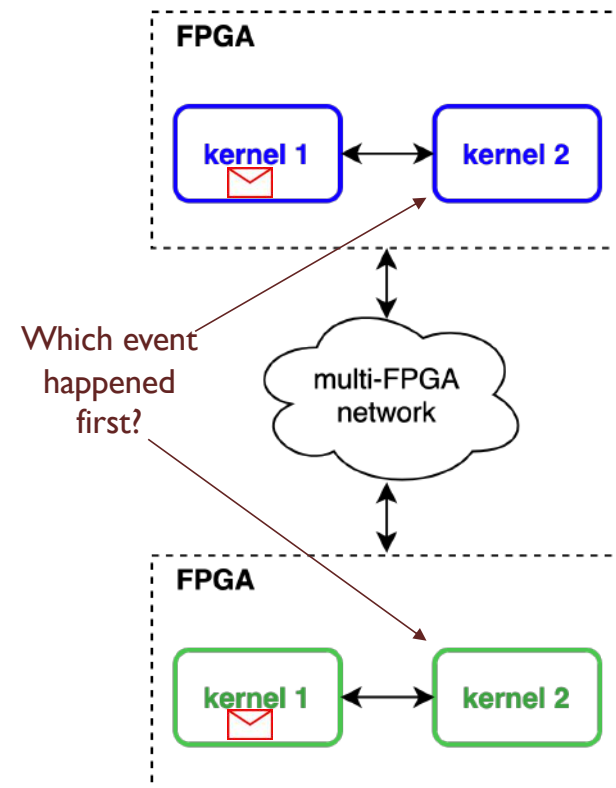 FPGA
kernel 1
kernel 2
Which event
happened
first?
multi-FPGA
network
FPGA
kernel 1
kernel 2